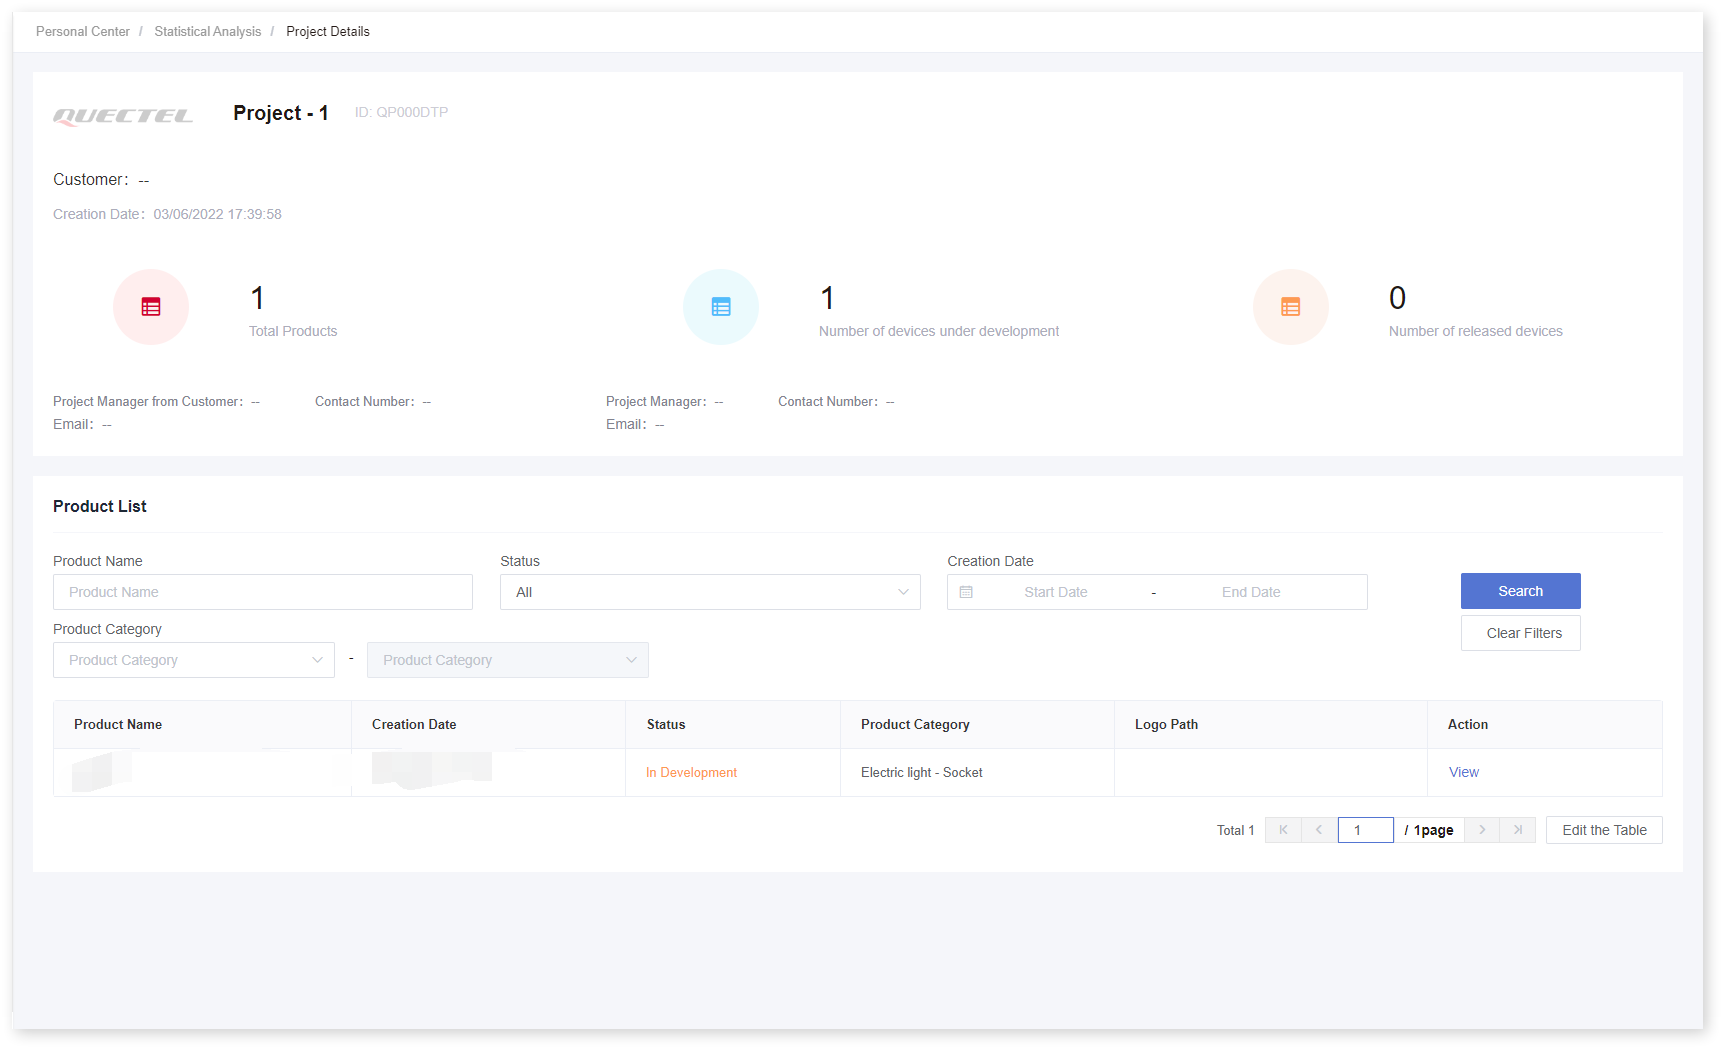 Personal Center / Statistical Analysis / Project Details
QUECTEL Project - 1 ID: QP000DTP
Customer: --
Creation Date: 03/06/2022 17:39:58
1 1 0
Total Products Number of devices under development Number of released devices
Project Manager from Customer: -- Contact Number: -- Project Manager: -- Contact Number: --
Email: -- Email: --
Product List
Product Name Status Creation Date
Product Name All Start Date - End Date Search
Product Category Clear Filters
Product Category - Product Category
Product Name Creation Date Status Product Category Logo Path Action
In Development Electric light - Socket View
Total 1 1 / 1page Edit the Table